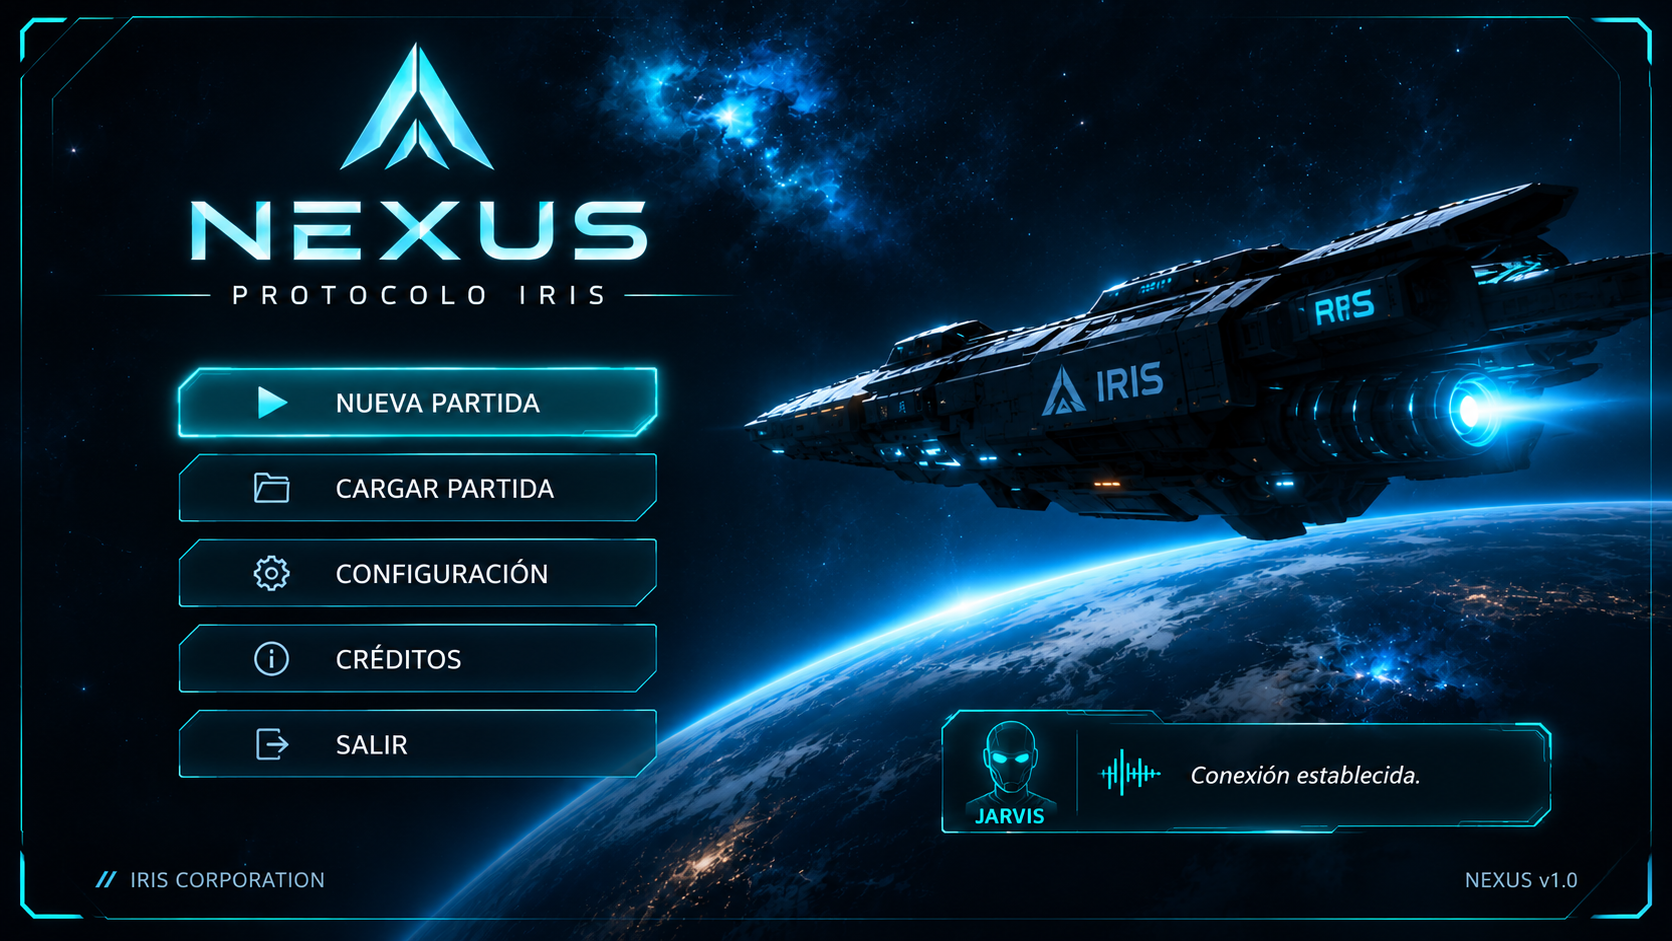 NEXUS
PROTOCOLO IRIS
NUEVA PARTIDA
CARGAR PARTIDA
CONFIGURACIÓN
CRÉDITOS
SALIR
IRIS
JARVIS
Conexión establecida.
// IRIS CORPORATION
NEXUS v1.0